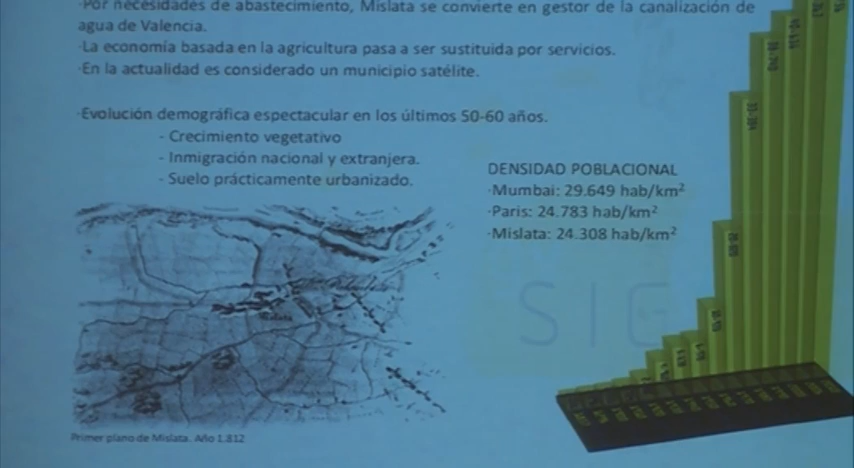 ·Por necesidades de abastecimiento, Mislata se convierte en gestor de la canalización de
agua de Valencia.
·La economía basada en la agricultura pasa a ser sustituida por servicios.
·En la actualidad es considerado un municipio satélite.
·Evolución demográfica espectacular en los últimos 50-60 años.
- Crecimiento vegetativo
- Inmigración nacional y extranjera.
- Suelo prácticamente urbanizado.
DENSIDAD POBLACIONAL
·Mumbai: 29.649 hab/km²
·Paris: 24.783 hab/km²
·Mislata: 24.308 hab/km²
SIG
Primer plano de Mislata. Año 1.812